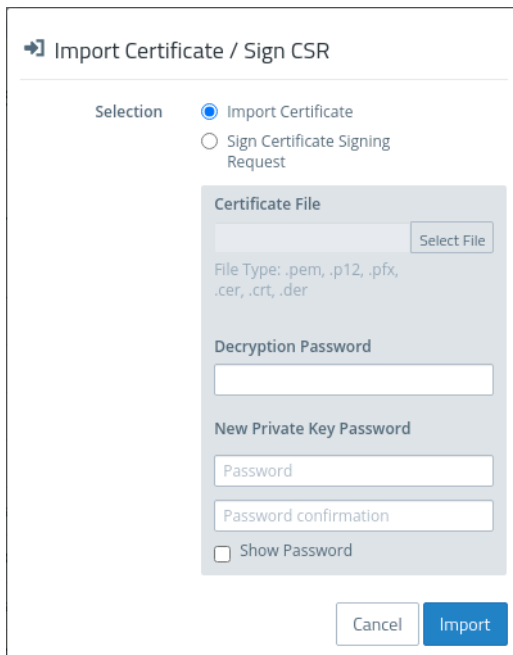 Import Certificate / Sign CSR
Selection
Import Certificate
Sign Certificate Signing
Request
Certificate File
Select File
File Type: .pem, .p12, .pfx,
.cer, .crt, .der
Decryption Password
New Private Key Password
Password
Password confirmation
Show Password
Cancel
Import